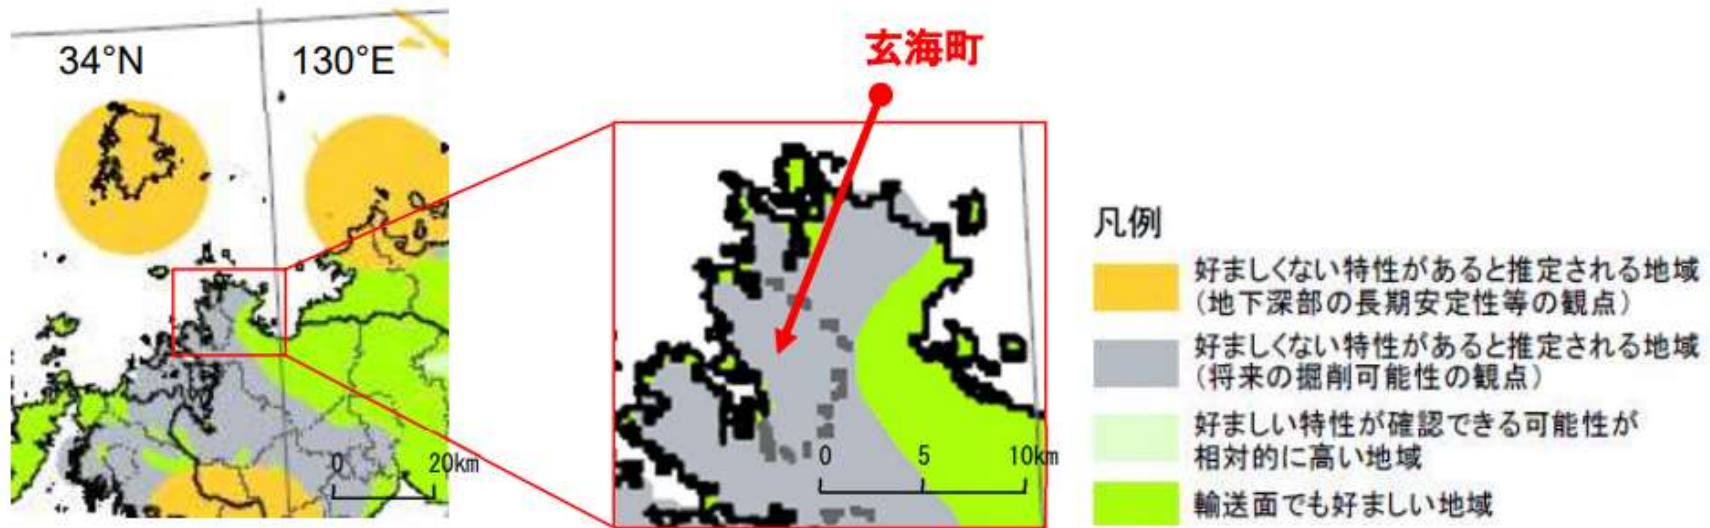 34°N
130°E
玄海町
0
20km
0
5
10km
凡例
好ましくない特性があると推定される地域
(地下深部の長期安定性等の観点)
好ましくない特性があると推定される地域
(将来の掘削可能性の観点)
好ましい特性が確認できる可能性が
相対的に高い地域
輸送面でも好ましい地域